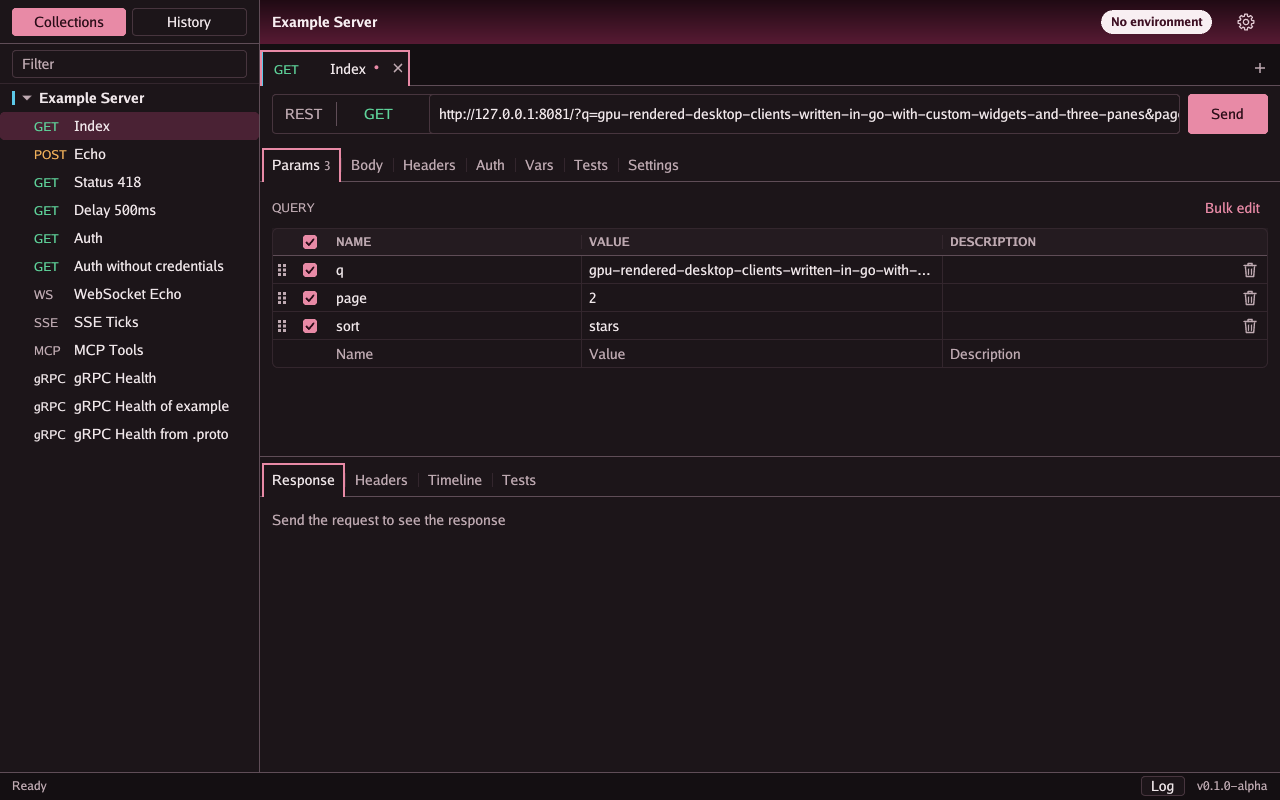 Collections History
Example Server
No environment
Filter
GET Index • ×
+
Example Server
GET Index
POST Echo
GET Status 418
GET Delay 500ms
GET Auth
GET Auth without credentials
WS WebSocket Echo
SSE SSE Ticks
MCP MCP Tools
gRPC gRPC Health
gRPC gRPC Health of example
gRPC gRPC Health from .proto
REST GET http://127.0.0.1:8081/?q=gpu-rendered-desktop-clients-written-in-go-with-custom-widgets-and-three-panes&pag
Send
Params 3 Body Headers Auth Vars Tests Settings
QUERY Bulk edit
NAME VALUE DESCRIPTION
q gpu-rendered-desktop-clients-written-in-go-with-...
page 2
sort stars
Name Value Description
Response Headers Timeline Tests
Send the request to see the response
Ready Log v0.1.0-alpha